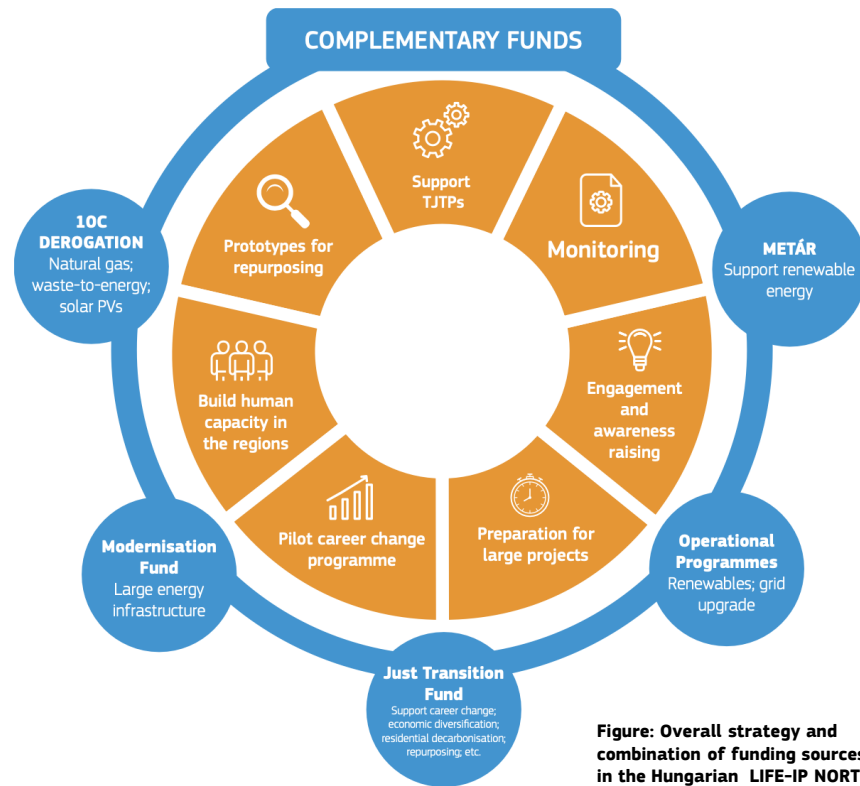 COMPLEMENTARY FUNDS
Support
TJTPs
Monitoring
Engagement
and
awareness
raising
Preparation for
large projects
Pilot career change
programme
Build human
capacity in
the regions
Prototypes for
repurposing
10C
DEROGATION
Natural gas;
waste-to-energy;
solar PVs
METÁR
Support renewable
energy
Modernisation
Fund
Large energy
infrastructure
Operational
Programmes
Renewables; grid
upgrade
Just Transition
Fund
Support career change;
economic diversification;
residential decarbonisation;
repurposing; etc.
Figure: Overall strategy and
combination of funding sources
in the Hungarian LIFE-IP NORT